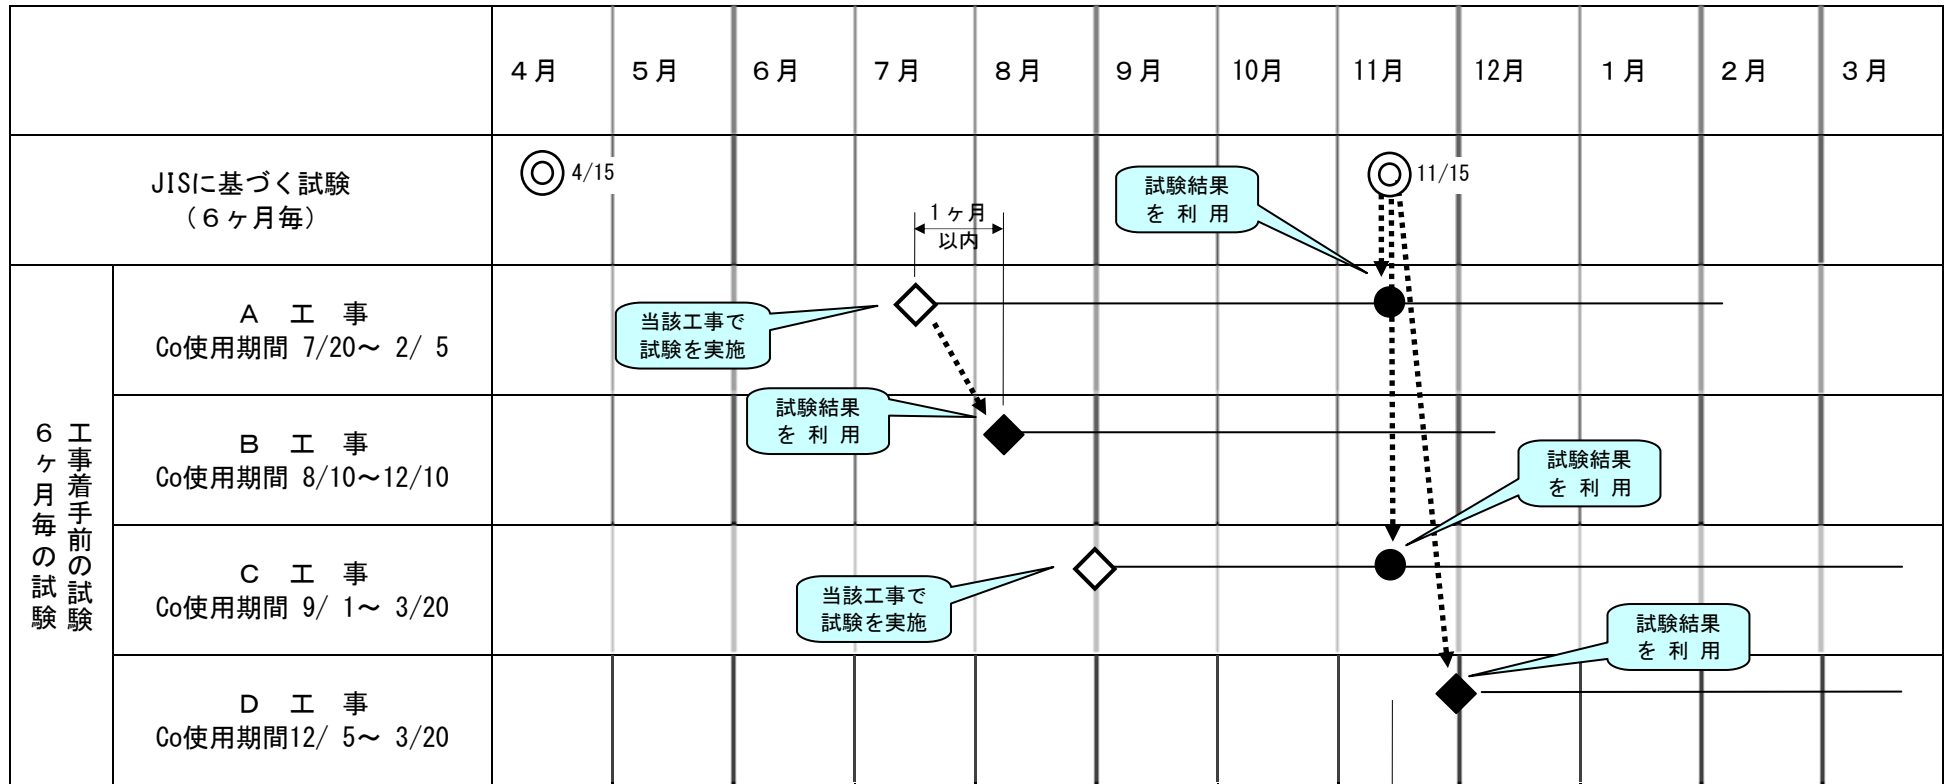 ４月 ５月 ６月 ７月 ８月 ９月 10月 11月 12月 １月 ２月 ３月
JISに基づく試験
（６ヶ月毎）
4/15
11/15
試験結果
を 利 用
１ヶ月
以内
工事着手前の試験
６ヶ月毎の試験
Ａ 工 事
Co使用期間 7/20～ 2/ 5
当該工事で
試験を実施
Ｂ 工 事
Co使用期間 8/10～12/10
試験結果
を 利 用
試験結果
を 利 用
Ｃ 工 事
Co使用期間 9/ 1～ 3/20
当該工事で
試験を実施
試験結果
を 利 用
Ｄ 工 事
Co使用期間12/ 5～ 3/20